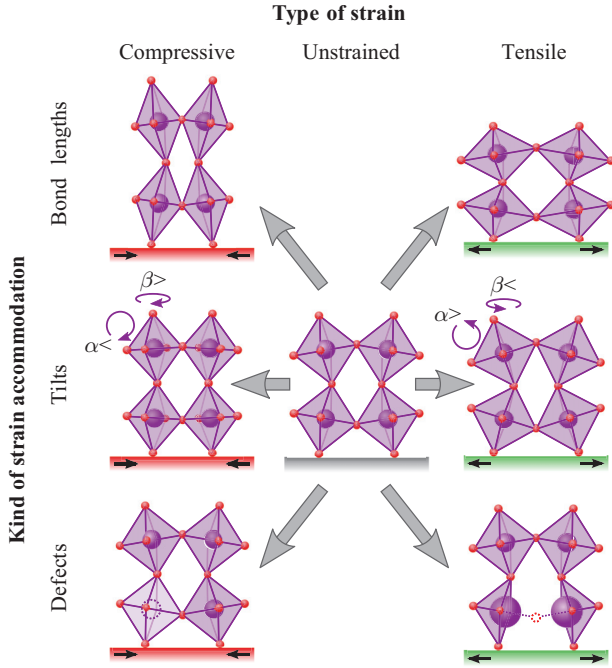 Type of strain
Compressive Unstrained Tensile
Kind of strain accommodation
Bond lengths
β>
α<
β<
α>
Tilts
Defects